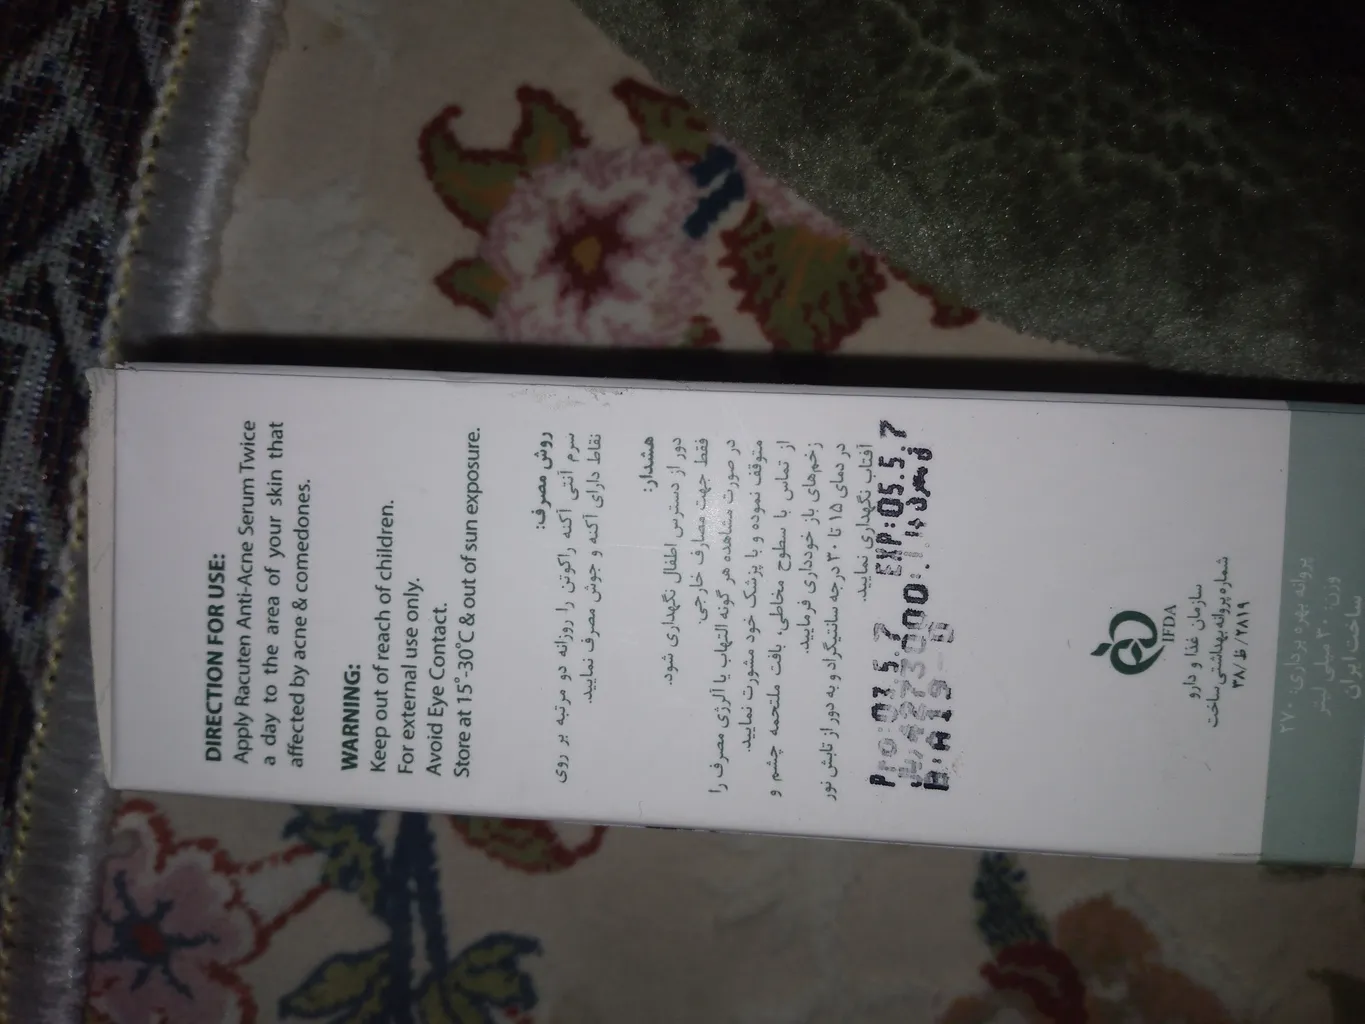 DIRECTION FOR USE:
Apply Racuten Anti-Acne Serum Twice
a day to the area of your skin that
affected by acne & comedones.
WARNING:
Keep out of reach of children.
For external use only.
Avoid Eye Contact.
Store at 15°-30°C & out of sun exposure.
روش مصرف:
سرم آنتی آکنه راکوتن را روزانه دو مرتبه بر روی
نقاط دارای آکنه و جوش مصرف نمایید.
هشدار:
دور از دسترس اطفال نگهداری شود.
فقط جهت مصارف خارجی.
در صورت مشاهده هر گونه التهاب یا آلرژی مصرف را
متوقف نموده و با پزشک خود مشورت نمایید.
از تماس با سطوح مخاطی، بافت ملتحمه چشم و
زخم‌های باز خودداری فرمایید.
در دمای ۱۵ تا ۳۰ درجه سانتیگراد و به دور از تابش نور
آفتاب نگهداری نمایید.
Pro:03.5.7 EXP:05.5.7
IFDA
سازمان غذا و دارو
شماره پروانه بهداشتی ساخت
۳۸/ظ/۲۸۱۹
پروانه بهره برداری:
وزن: ۳۰ میلی لیتر
ساخت ایران